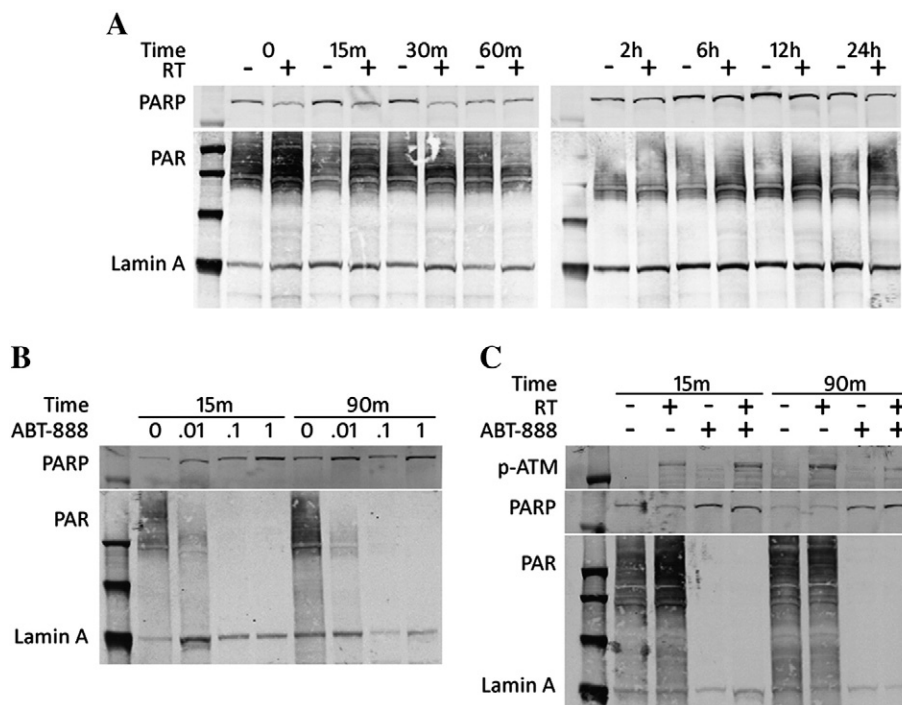 A
Time 0 15m 30m 60m 2h 6h 12h 24h
RT - + - + - + - + - + - + - + - +
PARP
PAR
Lamin A
B
Time 15m 90m
ABT-888 0 .01 .1 1 0 .01 .1 1
PARP
PAR
Lamin A
C
Time 15m 90m
RT - + - + - + - +
ABT-888 - - + + - - + +
p-ATM
PARP
PAR
Lamin A